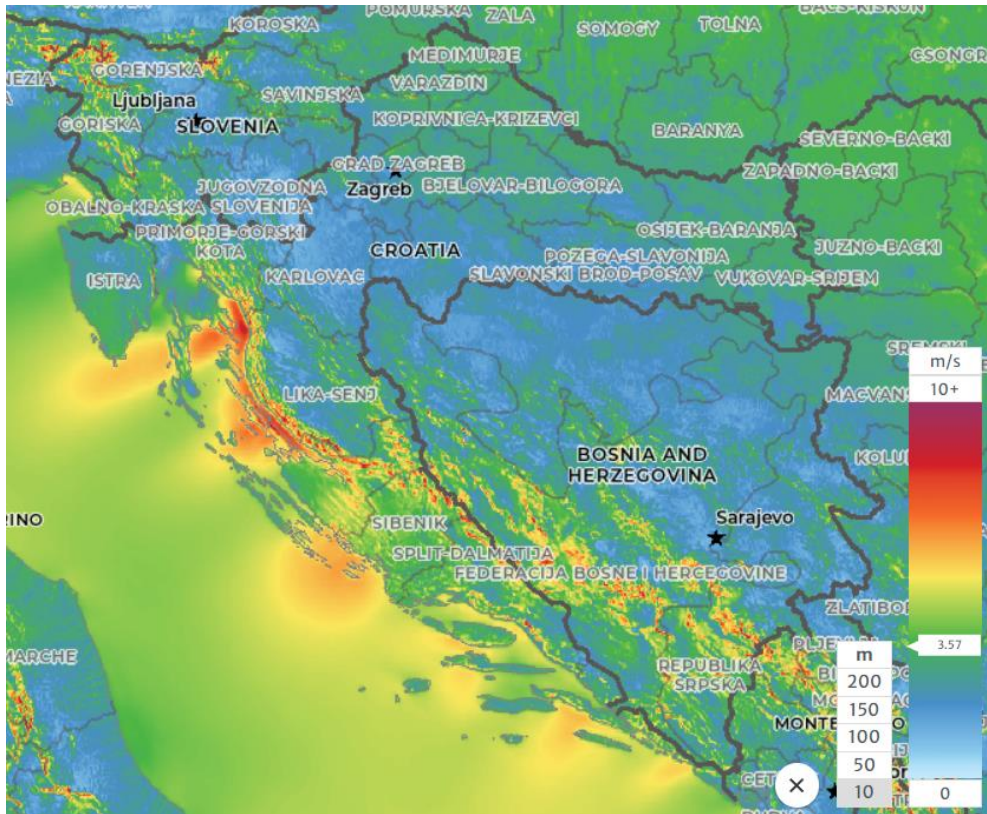 POMURSKA
ZALA
BACS-KISKUN
KOROSKA
SOMOGY
TOLNA
MEDIMURJE
CSONGR
GORENJSKA
VARAZDIN
SAVINJSKA
Ljubljana
GORISKA
SLOVENIA
KOPRIVNICA-KRIZEVCI
BARANYA
SEVERNO-BACKI
GRAD ZAGREB
ZAPADNO-BACKI
Zagreb
BJELOVAR-BILOGORA
JUGOVZODNA
SLOVENIJA
OBALNO-KRASKA
PRIMORJE-GORSKI
KOTA
OSIJEK-BARANJA
CROATIA
POZEGA-SLAVONIJA
JUZNO-BACKI
ISTRA
KARLOVAC
SLAVONSKI BROD-POSAV
VUKOVAR-SRIJEM
SREMSKI
m/s
10+
LIKA-SENJ
MACVANS
BOSNIA AND
HERZEGOVINA
KOLU
RINO
SIBENIK
Sarajevo
SPLIT-DALMATIJA
FEDERACIJA BOSNE I HERCEGOVINE
ZLATIBOR
MARCHE
PLJEV
3.57
m
REPUBLIKA
SRPSKA
200
150
MONTE
100
50
CET
10
0